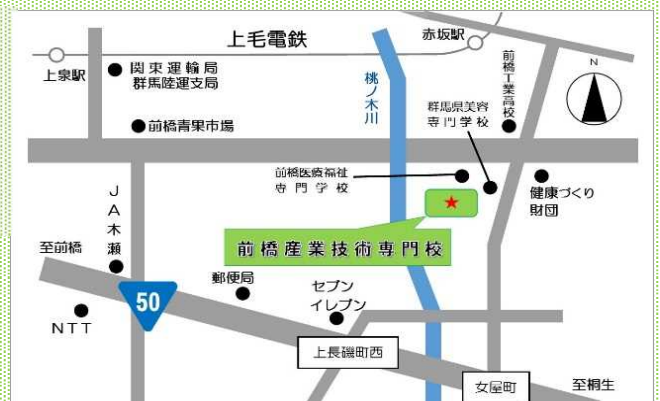 上毛電鉄
赤坂駅
上泉駅
関東運輸局
群馬陸運支局
桃ノ木川
前橋工業高校
N
群馬県美容
専門学校
前橋青果市場
前橋医療福祉
専門学校
健康づくり
財団
JA木瀬
前橋産業技術専門校
至前橋
郵便局
セブン
イレブン
50
NTT
上長磯町西
女屋町
至桐生